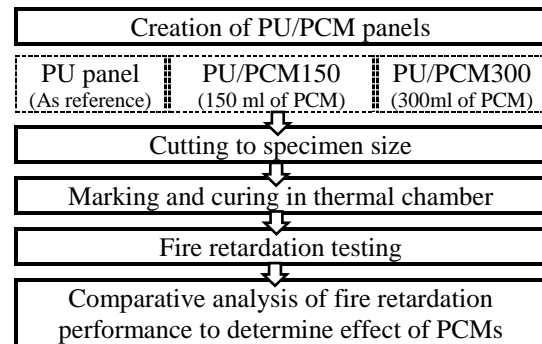 Creation of PU/PCM panels
PU panel PU/PCM150 PU/PCM300
(As reference) (150 ml of PCM) (300ml of PCM)
Cutting to specimen size
Marking and curing in thermal chamber
Fire retardation testing
Comparative analysis of fire retardation
performance to determine effect of PCMs